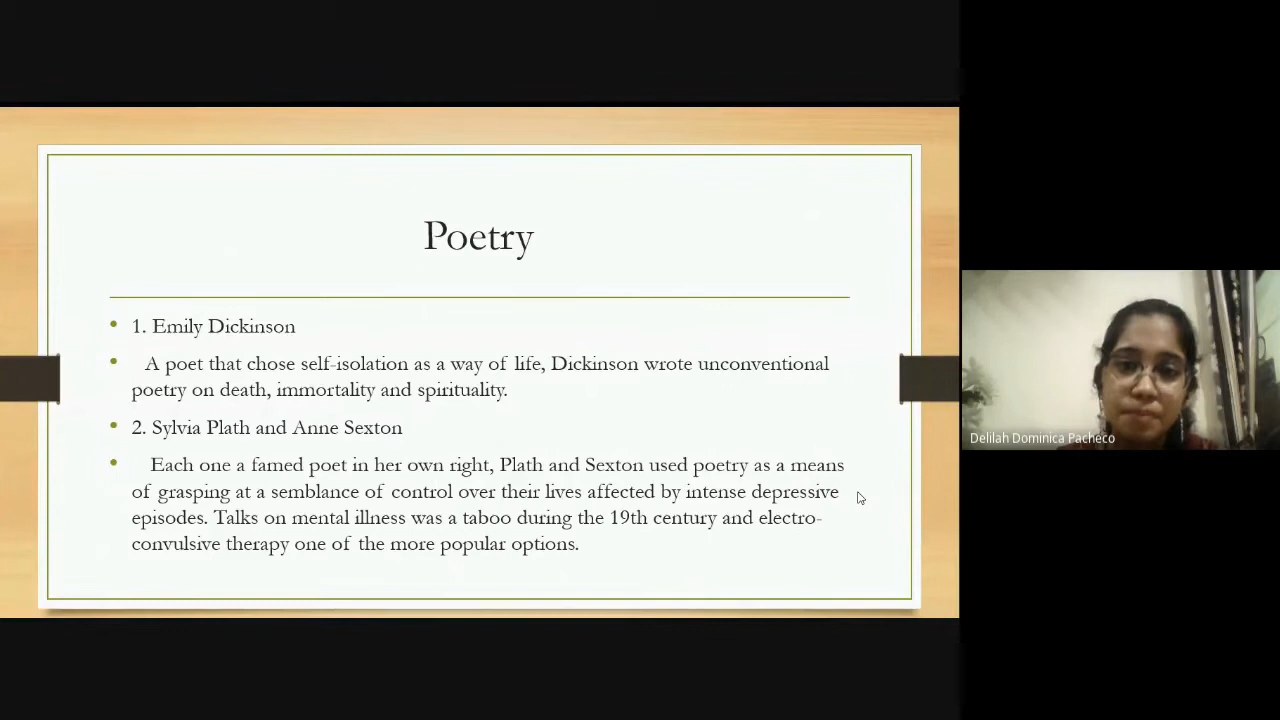 Poetry
1. Emily Dickinson
A poet that chose self-isolation as a way of life, Dickinson wrote unconventional
poetry on death, immortality and spirituality.
2. Sylvia Plath and Anne Sexton
Each one a famed poet in her own right, Plath and Sexton used poetry as a means
of grasping at a semblance of control over their lives affected by intense depressive
episodes. Talks on mental illness was a taboo during the 19th century and electro-
convulsive therapy one of the more popular options.
Delilah Dominica Pacheco